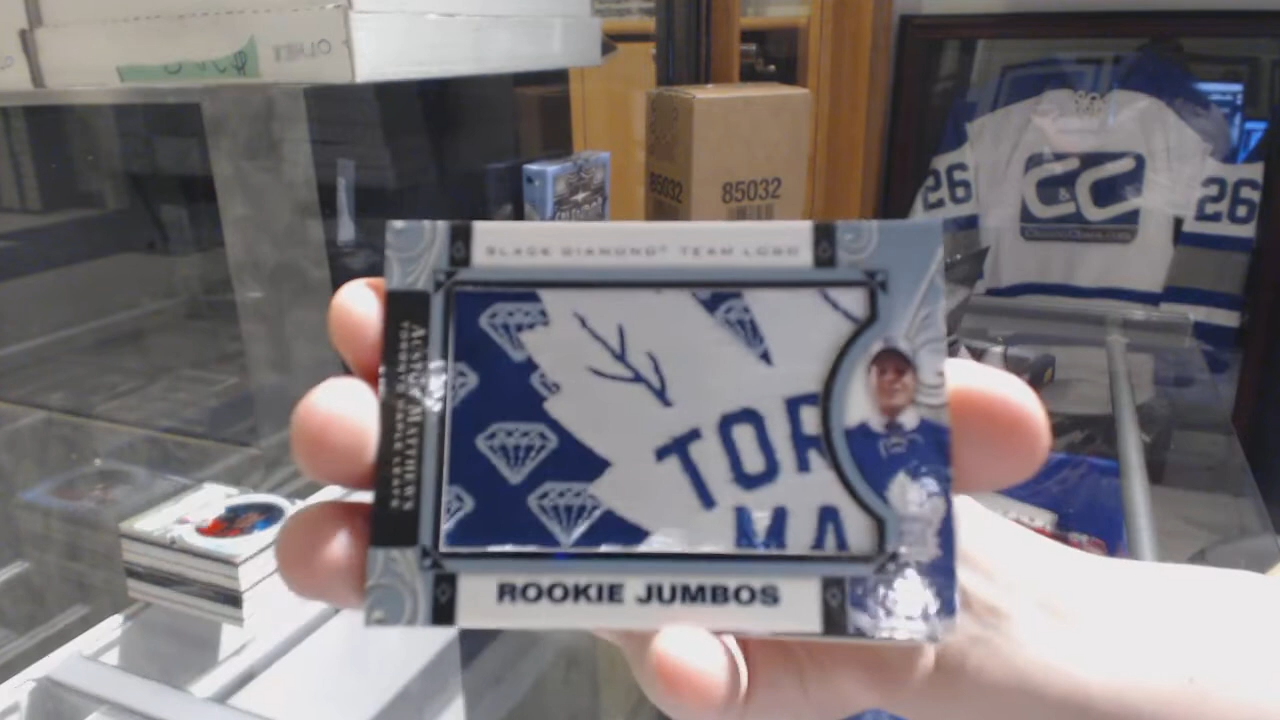 85032
85032
26
C&C
26
BLACK DIAMOND TEAM LOGO
AUSTON MATTHEWS
TORONTO MAPLE LEAFS
TOR
MA
ROOKIE JUMBOS